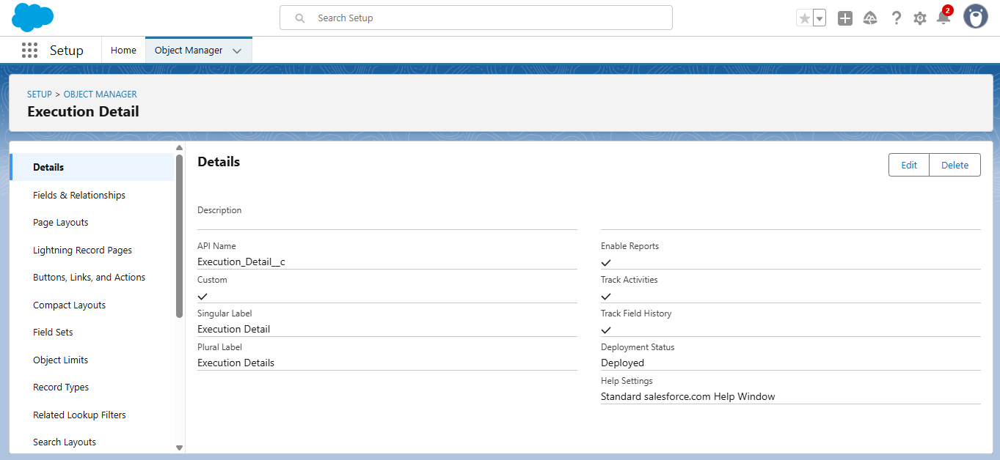 Search Setup
2
Setup
Home
Object Manager
SETUP > OBJECT MANAGER
Execution Detail
Details
Fields & Relationships
Page Layouts
Lightning Record Pages
Buttons, Links, and Actions
Compact Layouts
Field Sets
Object Limits
Record Types
Related Lookup Filters
Search Layouts
Details
Edit
Delete
Description
API Name
Execution_Detail__c
Custom
Singular Label
Execution Detail
Plural Label
Execution Details
Enable Reports
Track Activities
Track Field History
Deployment Status
Deployed
Help Settings
Standard salesforce.com Help Window